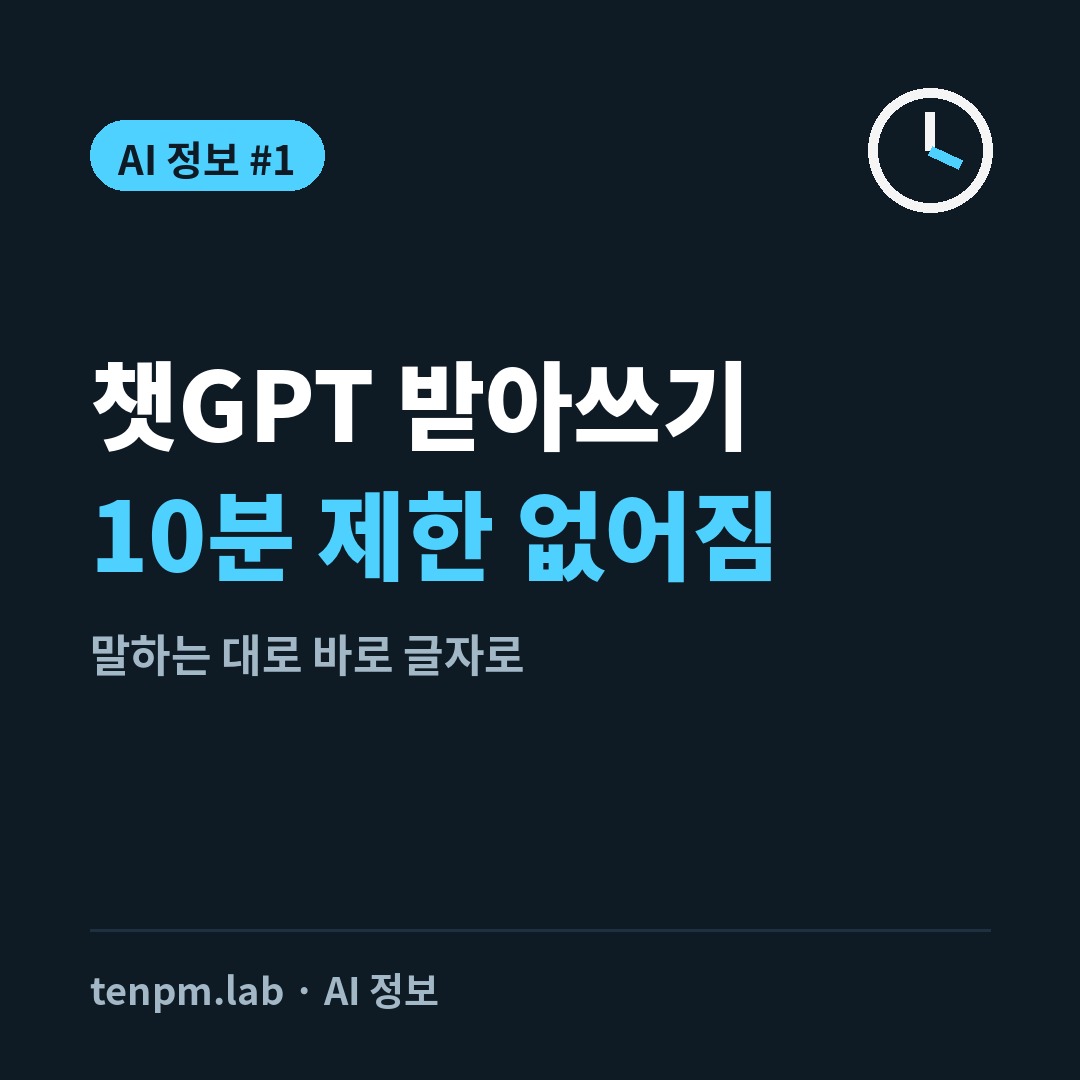 AI 정보 #1
챗GPT 받아쓰기
10분 제한 없어짐
말하는 대로 바로 글자로
tenpm.lab · AI 정보